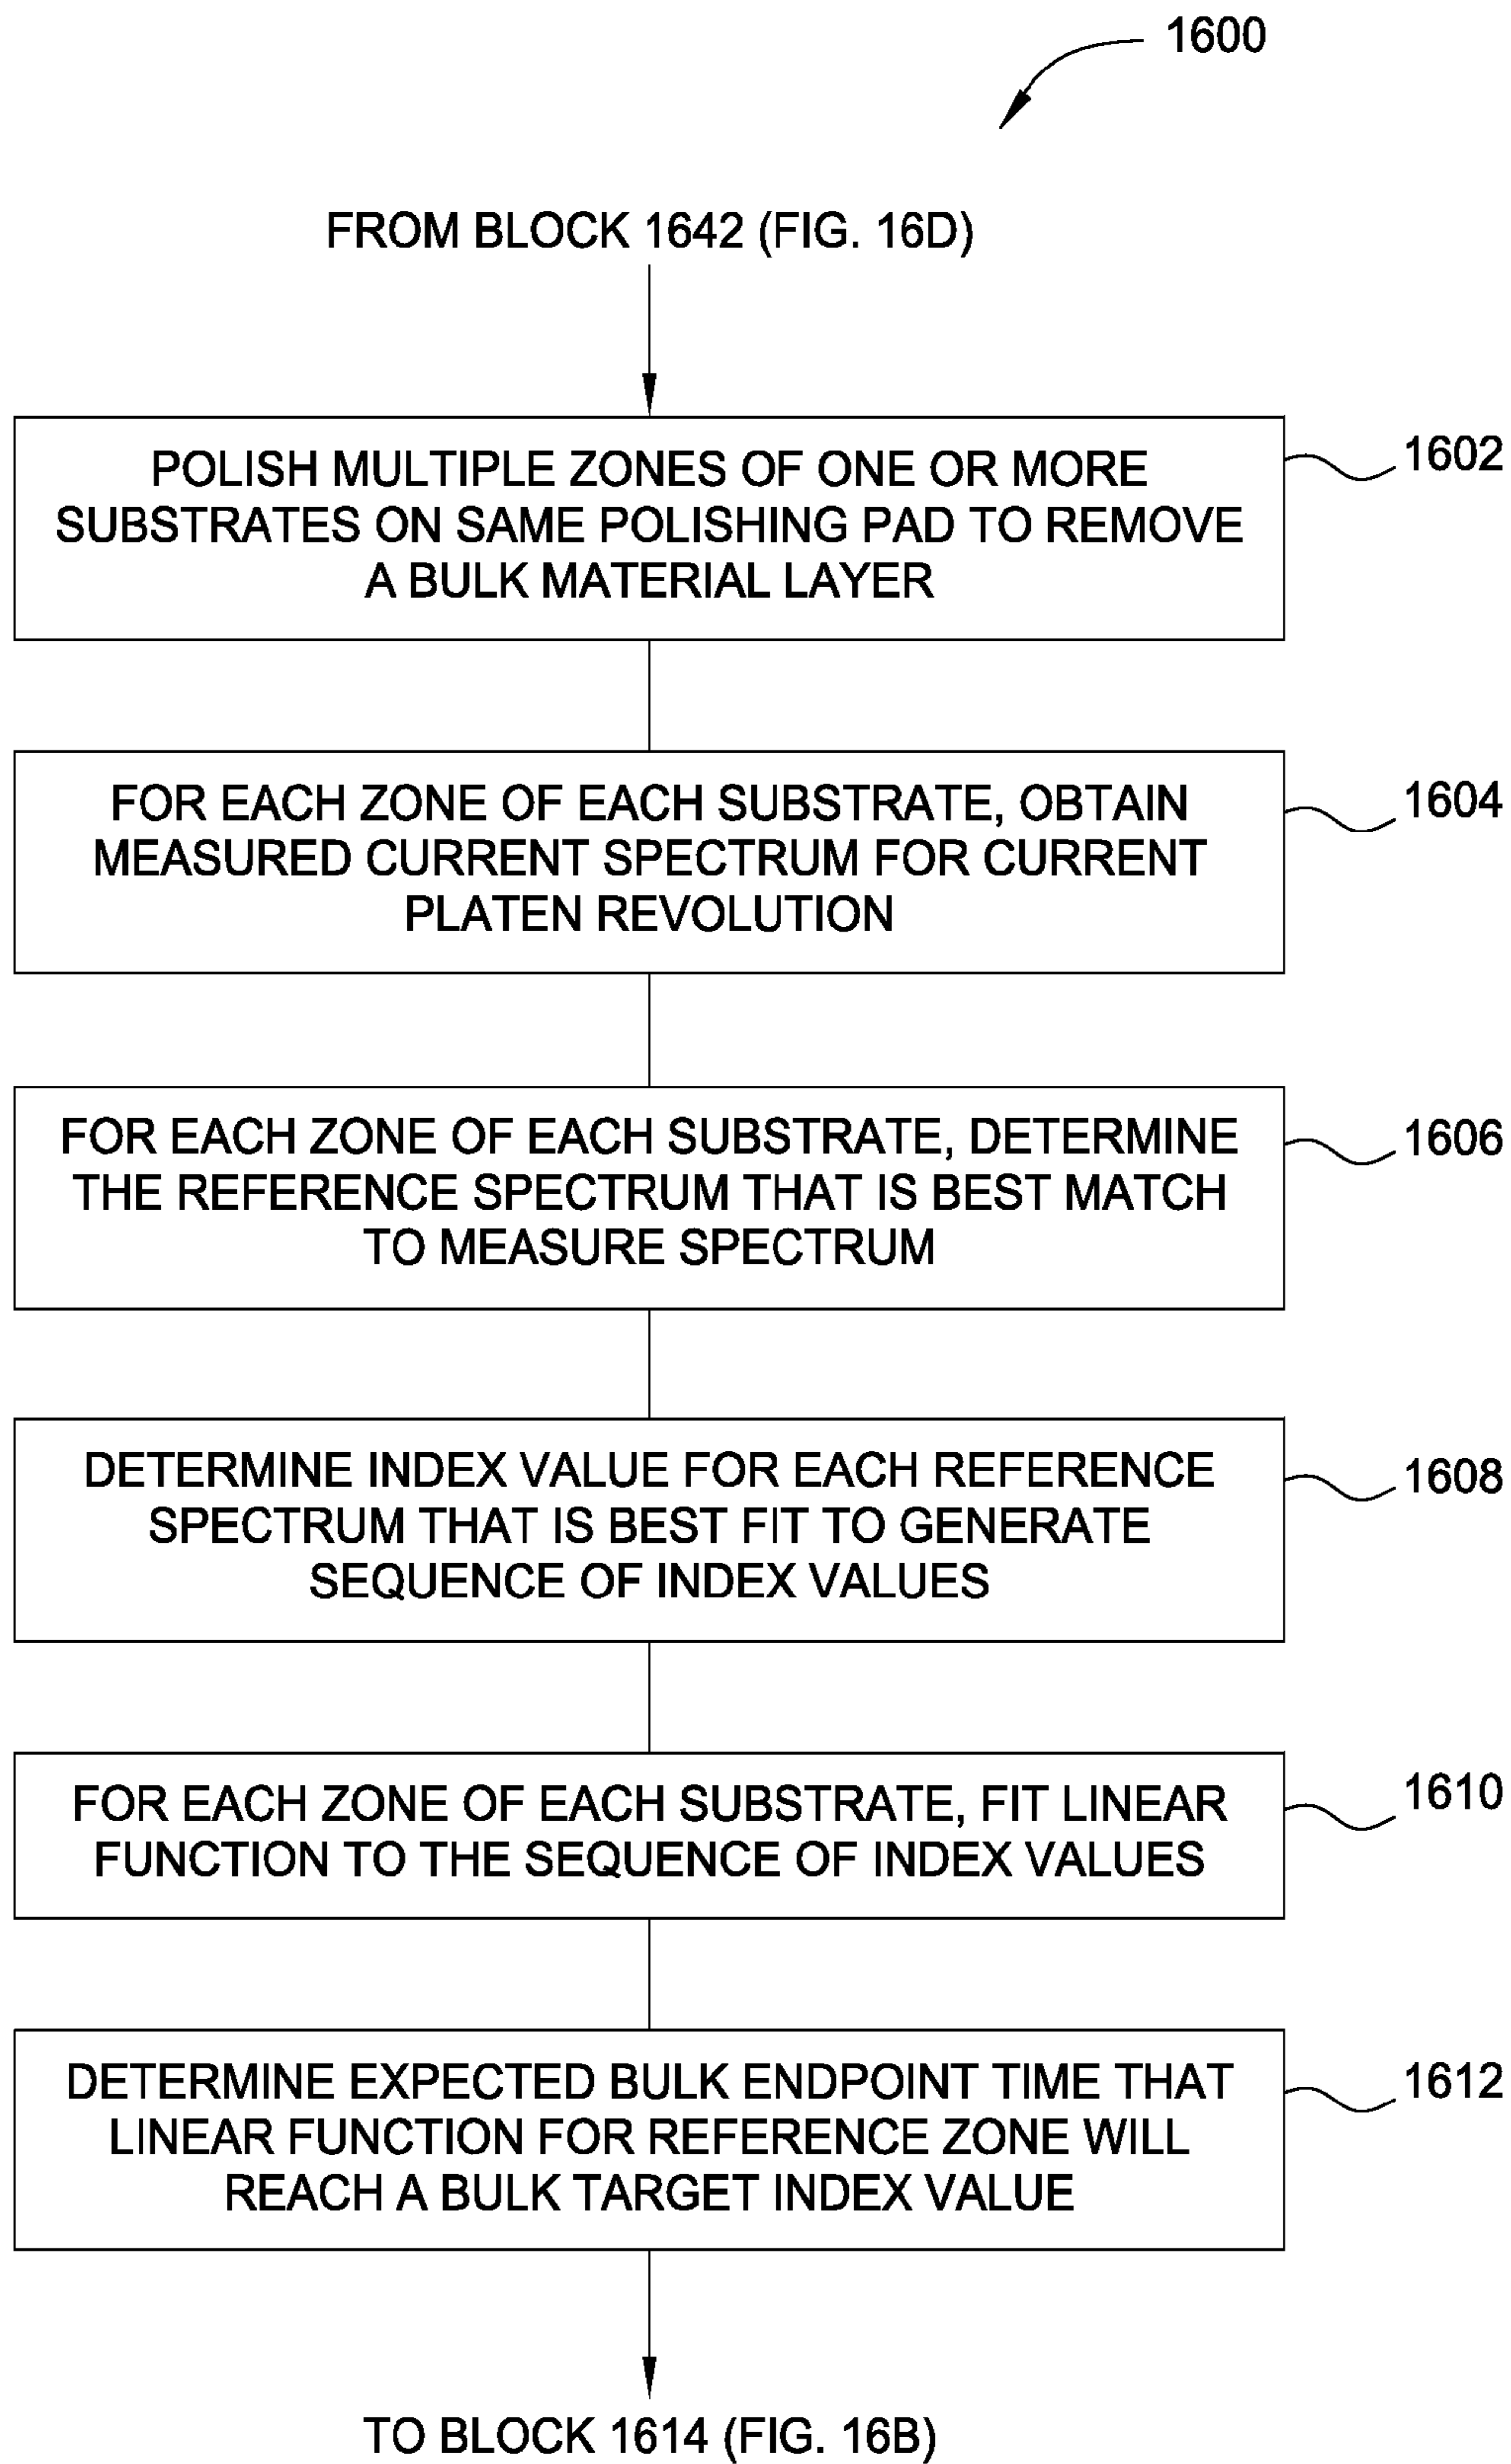 1600
FROM BLOCK 1642 (FIG. 16D)
POLISH MULTIPLE ZONES OF ONE OR MORE
SUBSTRATES ON SAME POLISHING PAD TO REMOVE
A BULK MATERIAL LAYER
1602
FOR EACH ZONE OF EACH SUBSTRATE, OBTAIN
MEASURED CURRENT SPECTRUM FOR CURRENT
PLATEN REVOLUTION
1604
FOR EACH ZONE OF EACH SUBSTRATE, DETERMINE
THE REFERENCE SPECTRUM THAT IS BEST MATCH
TO MEASURE SPECTRUM
1606
DETERMINE INDEX VALUE FOR EACH REFERENCE
SPECTRUM THAT IS BEST FIT TO GENERATE
SEQUENCE OF INDEX VALUES
1608
FOR EACH ZONE OF EACH SUBSTRATE, FIT LINEAR
FUNCTION TO THE SEQUENCE OF INDEX VALUES
1610
DETERMINE EXPECTED BULK ENDPOINT TIME THAT
LINEAR FUNCTION FOR REFERENCE ZONE WILL
REACH A BULK TARGET INDEX VALUE
1612
TO BLOCK 1614 (FIG. 16B)